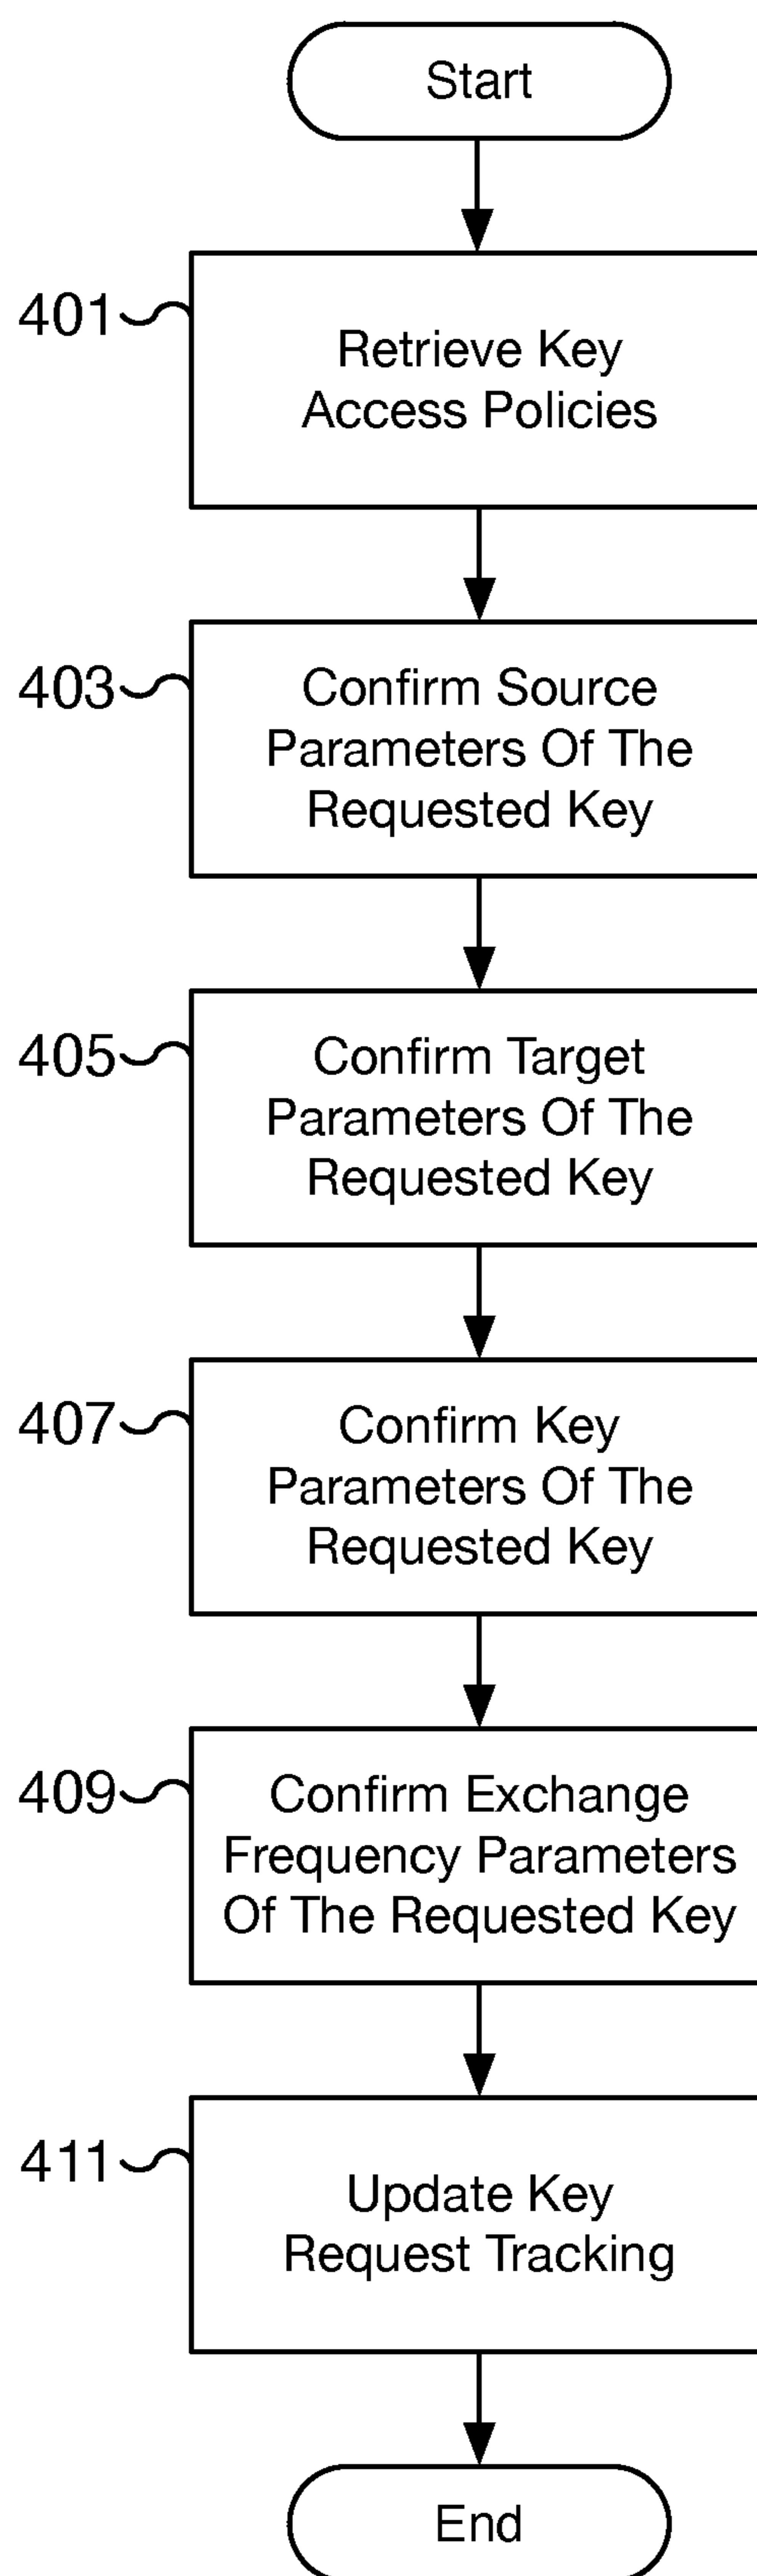 Start
401
Retrieve Key
Access Policies
403
Confirm Source
Parameters Of The
Requested Key
405
Confirm Target
Parameters Of The
Requested Key
407
Confirm Key
Parameters Of The
Requested Key
409
Confirm Exchange
Frequency Parameters
Of The Requested Key
411
Update Key
Request Tracking
End